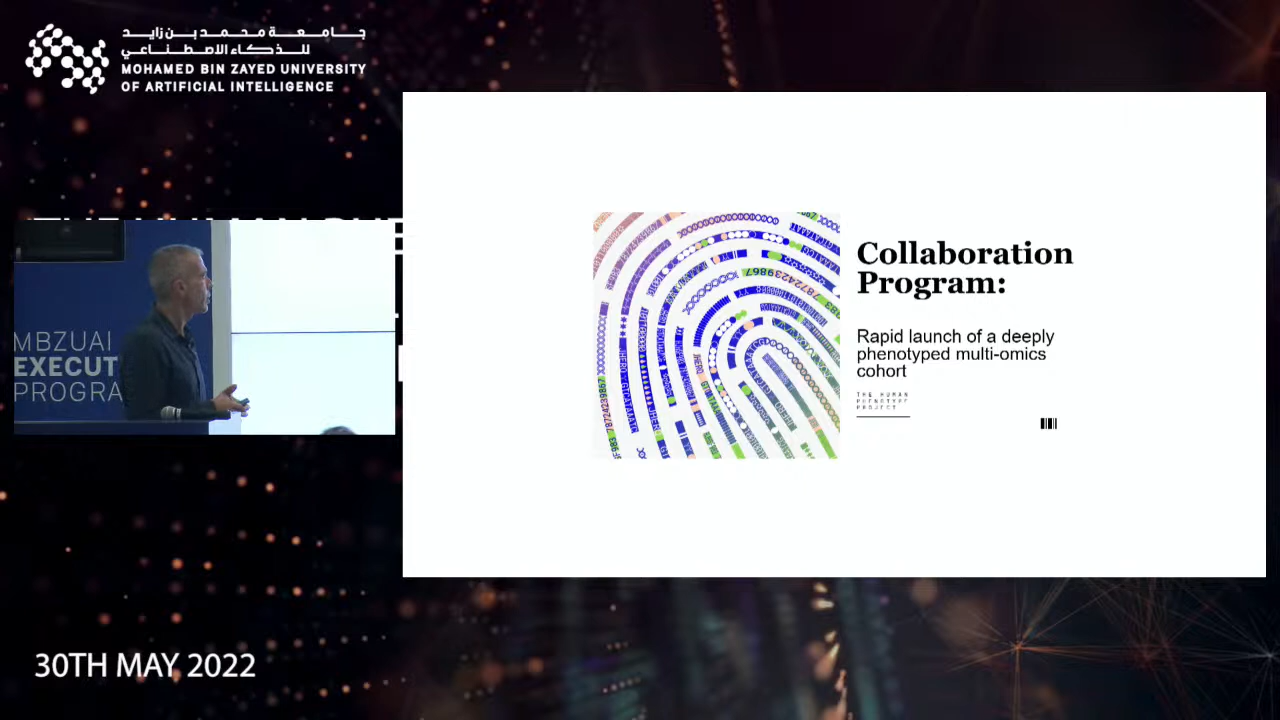 جامعة محمد بن زايد
للذكاء الاصطناعي
MOHAMED BIN ZAYED UNIVERSITY
OF ARTIFICIAL INTELLIGENCE
MBZUAI
EXECUT
PROGRA
Collaboration
Program:
Rapid launch of a deeply
phenotyped multi-omics
cohort
THE HUMAN
PHENOTYPE
PROJECT
30TH MAY 2022